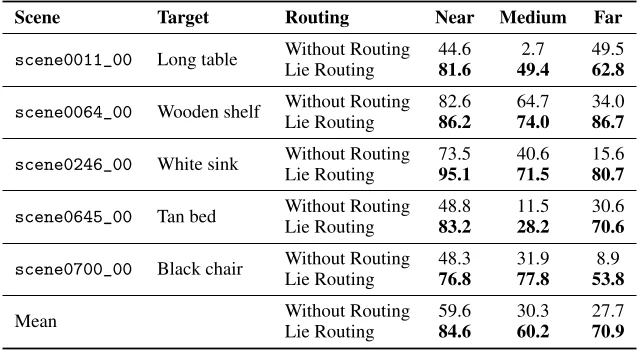 Scene Target Routing Near Medium Far
scene0011_00 Long table Without Routing 44.6 2.7 49.5
Lie Routing 81.6 49.4 62.8
scene0064_00 Wooden shelf Without Routing 82.6 64.7 34.0
Lie Routing 86.2 74.0 86.7
scene0246_00 White sink Without Routing 73.5 40.6 15.6
Lie Routing 95.1 71.5 80.7
scene0645_00 Tan bed Without Routing 48.8 11.5 30.6
Lie Routing 83.2 28.2 70.6
scene0700_00 Black chair Without Routing 48.3 31.9 8.9
Lie Routing 76.8 77.8 53.8
Mean Without Routing 59.6 30.3 27.7
Lie Routing 84.6 60.2 70.9